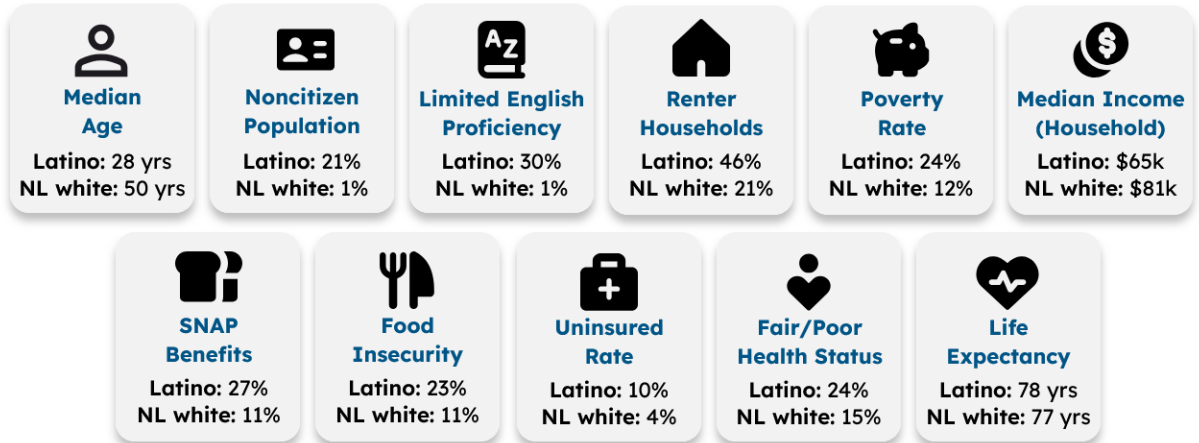 Median
Age
Latino: 28 yrs
NL white: 50 yrs
Noncitizen
Population
Latino: 21%
NL white: 1%
A Z
Limited English
Proficiency
Latino: 30%
NL white: 1%
Renter
Households
Latino: 46%
NL white: 21%
Poverty
Rate
Latino: 24%
NL white: 12%
$
Median Income
(Household)
Latino: $65k
NL white: $81k
SNAP
Benefits
Latino: 27%
NL white: 11%
Food
Insecurity
Latino: 23%
NL white: 11%
Uninsured
Rate
Latino: 10%
NL white: 4%
Fair/Poor
Health Status
Latino: 24%
NL white: 15%
Life
Expectancy
Latino: 78 yrs
NL white: 77 yrs